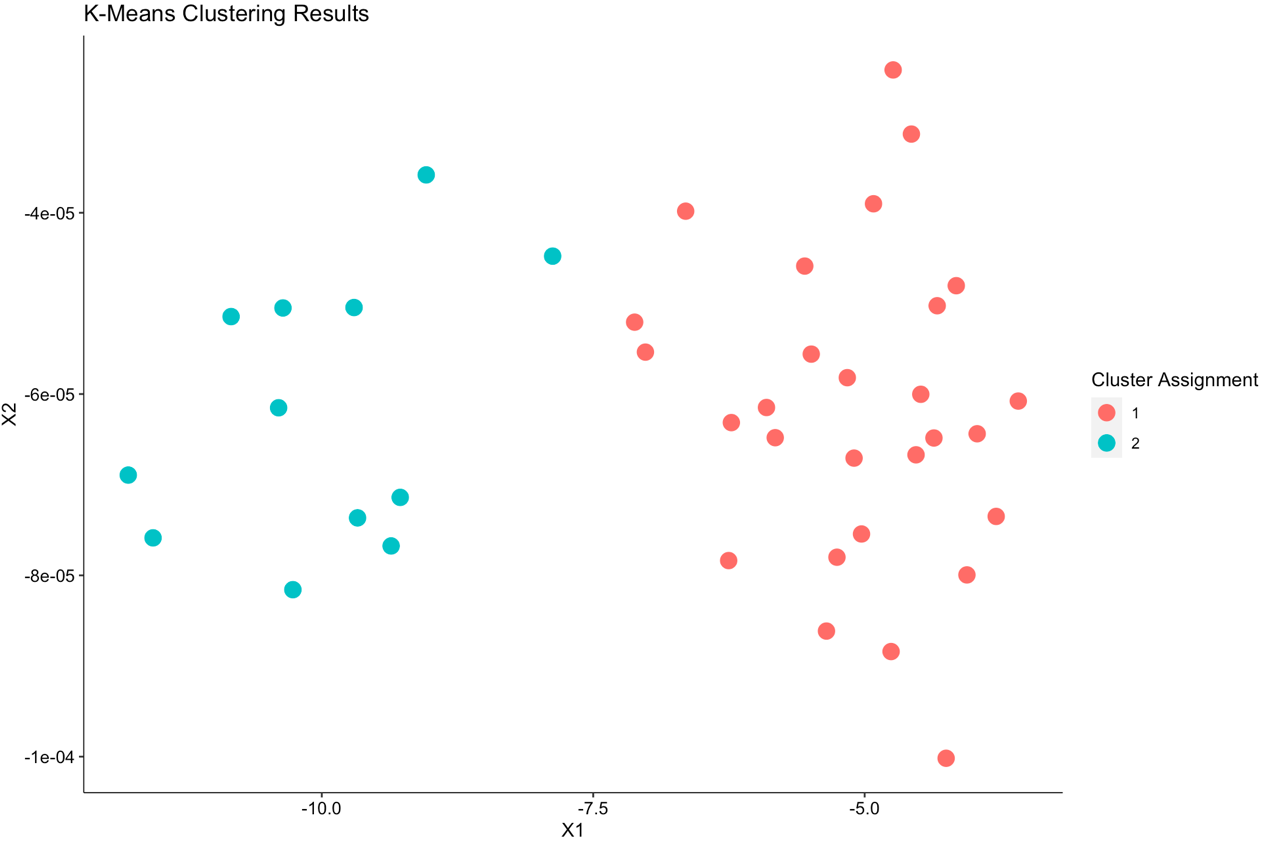 K-Means Clustering Results
X2
-4e-05
-6e-05
-8e-05
-1e-04
-10.0 -7.5 -5.0
X1
Cluster Assignment
1
2